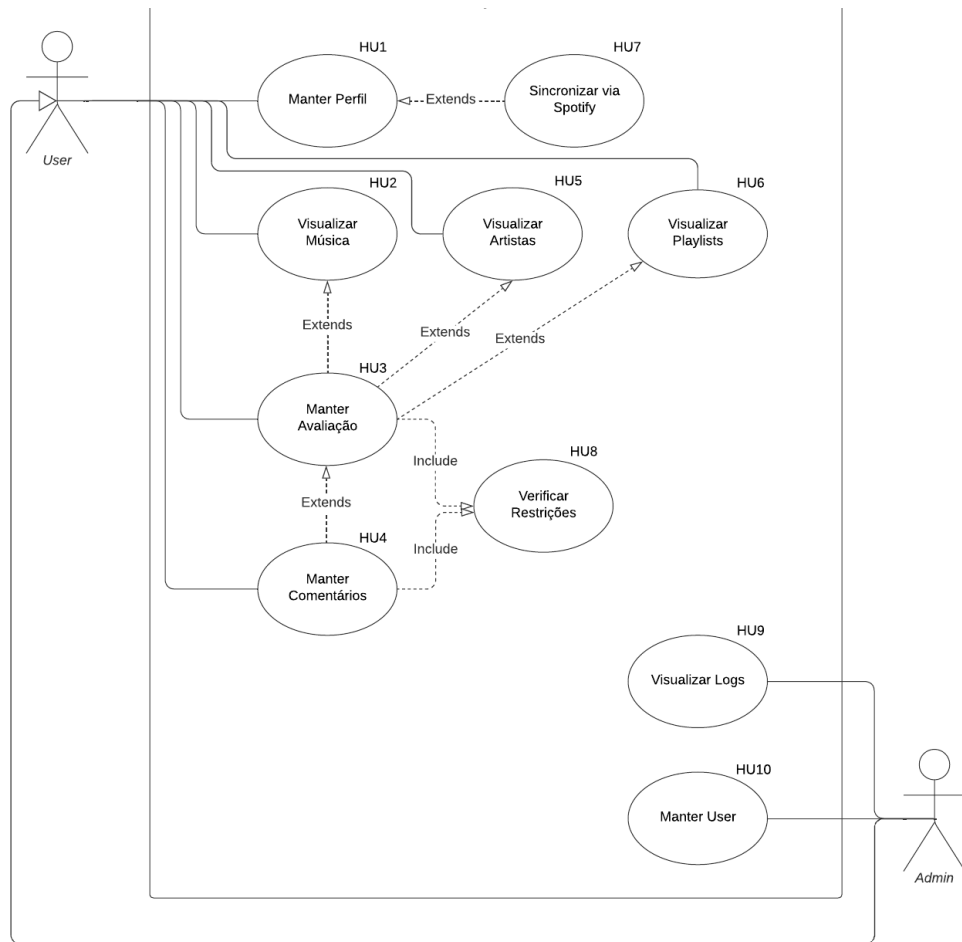 HU1
HU7
Manter Perfil
Extends
Sincronizar via
Spotify
User
HU2
HU5
HU6
Visualizar
Música
Visualizar
Artistas
Visualizar
Playlists
Extends
Extends
Extends
HU3
Manter
Avaliação
Include
HU8
Verificar
Restrições
Extends
HU4
Include
Manter
Comentários
HU9
Visualizar Logs
HU10
Manter User
Admin